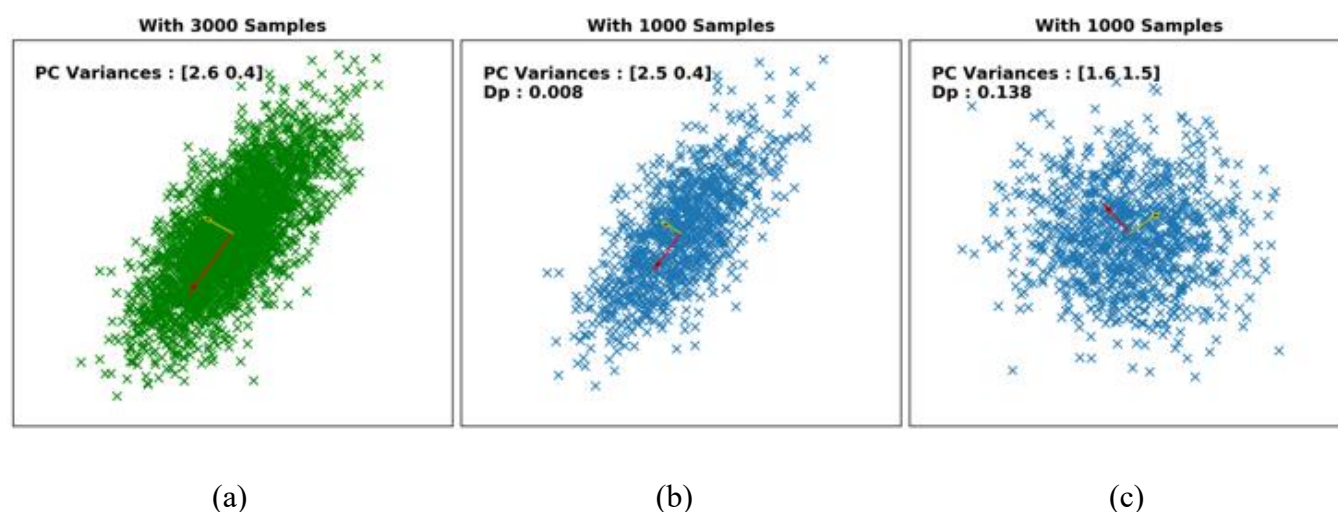 With 3000 Samples
PC Variances : [2.6 0.4]
With 1000 Samples
PC Variances : [2.5 0.4]
Dp : 0.008
With 1000 Samples
PC Variances : [1.6 1.5]
Dp : 0.138
(a)
(b)
(c)